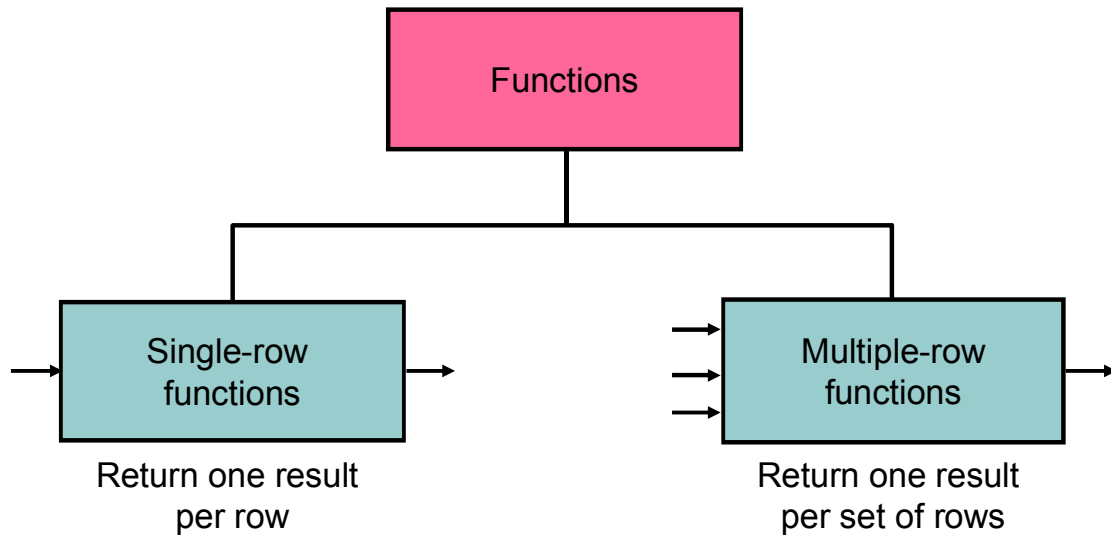 Functions
Single-row
functions
Multiple-row
functions
Return one result
per row
Return one result
per set of rows